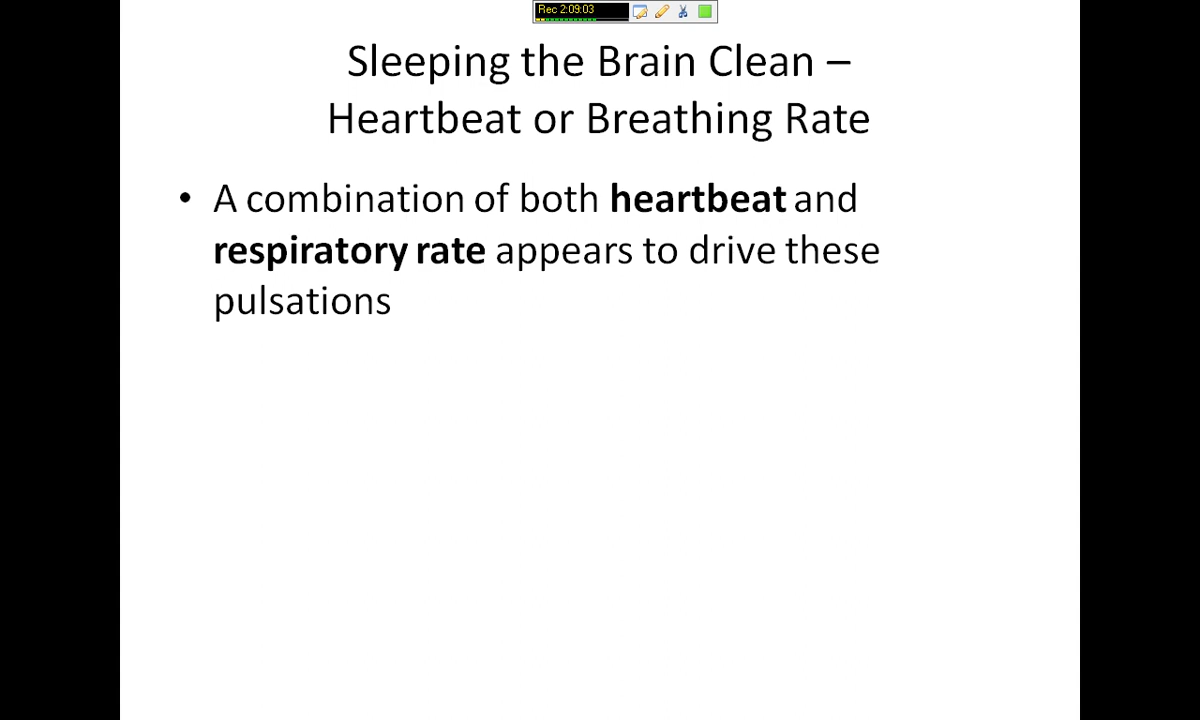 Rec 2:09:03
Sleeping the Brain Clean –
Heartbeat or Breathing Rate
• A combination of both heartbeat and
respiratory rate appears to drive these
pulsations